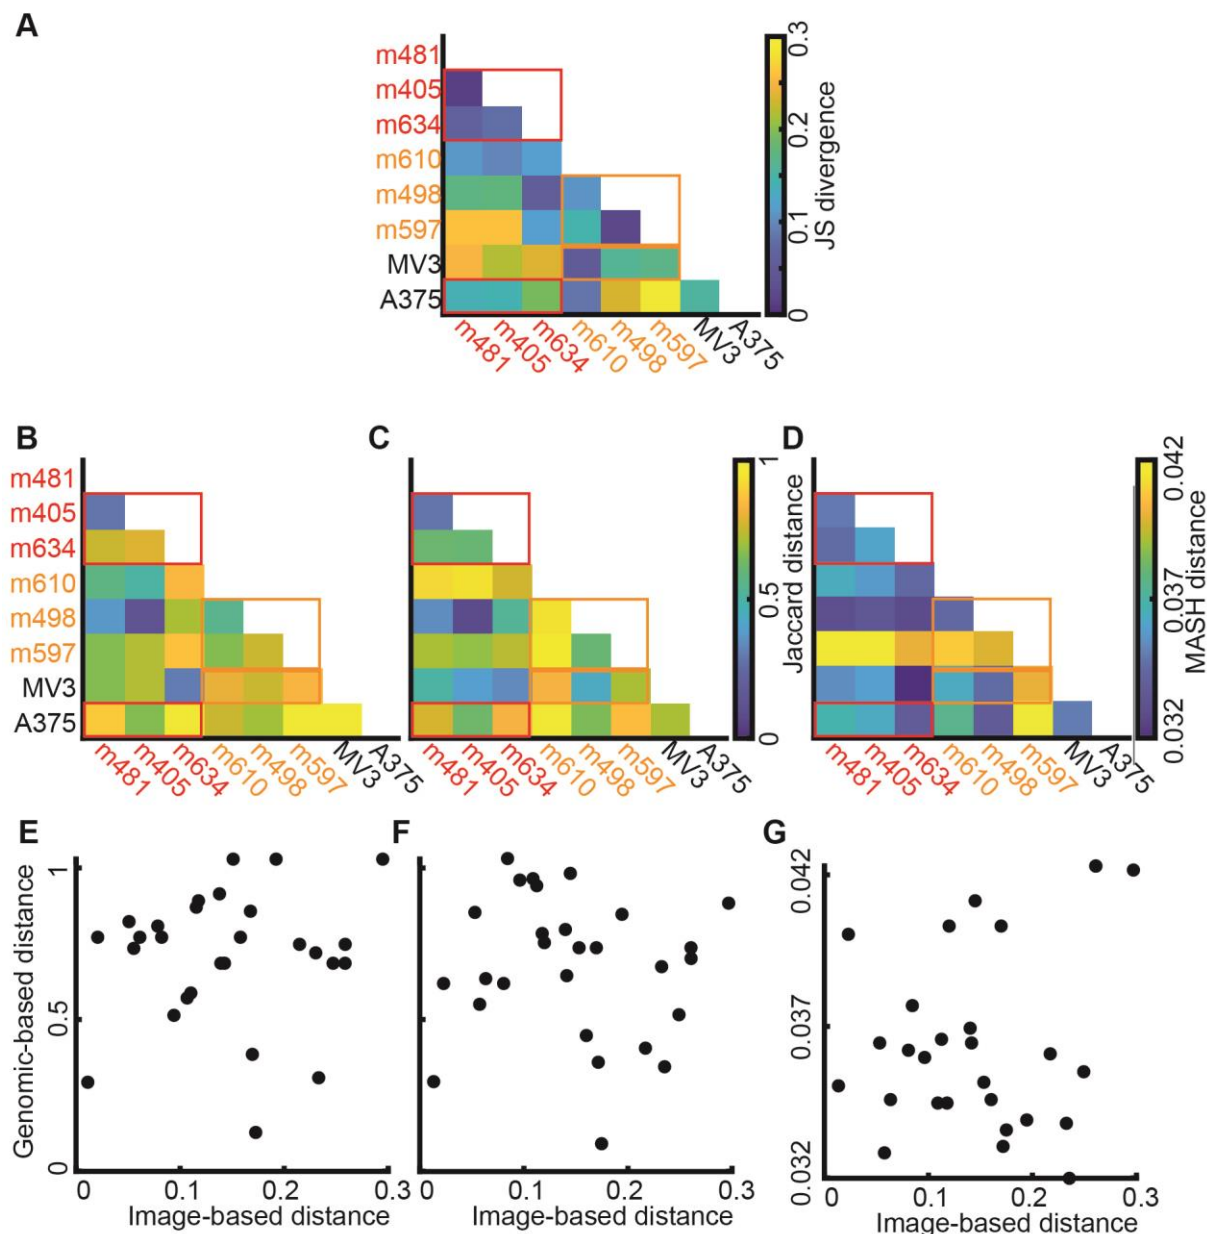 A
m481
m405
m634
m610
m498
m597
MV3
A375
m481
m405
m634
m610
m498
m597
MV3
A375
0
0.1
0.2
0.3
JS divergence
B
C
D
m481
m405
m634
m610
m498
m597
MV3
A375
m481
m405
m634
m610
m498
m597
MV3
A375
m481
m405
m634
m610
m498
m597
MV3
A375
0
0.5
1
Jaccard distance
m481
m405
m634
m610
m498
m597
MV3
A375
0.032
0.037
0.042
MASH distance
E
F
G
Genomic-based distance
0
0.5
1
0
0.1
0.2
0.3
Image-based distance
0
0.1
0.2
0.3
Image-based distance
0.032
0.037
0.042
0
0.1
0.2
0.3
Image-based distance